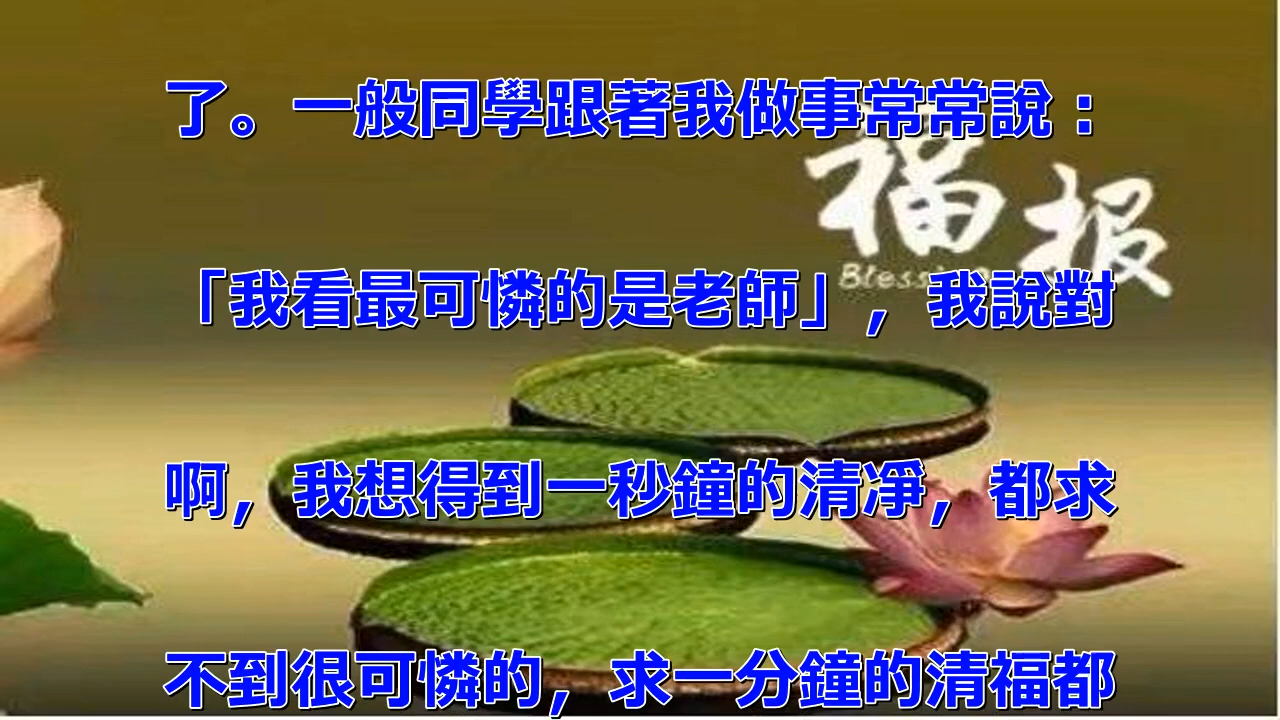 了。一般同學跟著我做事常常說：
福报
Bless
「我看最可憐的是老師」，我說對
啊，我想得到一秒鐘的清凈，都求
不到很可憐的，求一分鐘的清福都